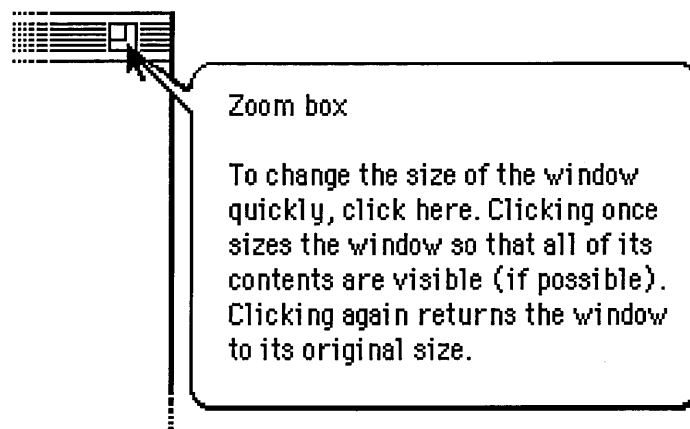 Zoom box
To change the size of the window
quickly, click here. Clicking once
sizes the window so that all of its
contents are visible (if possible).
Clicking again returns the window
to its original size.